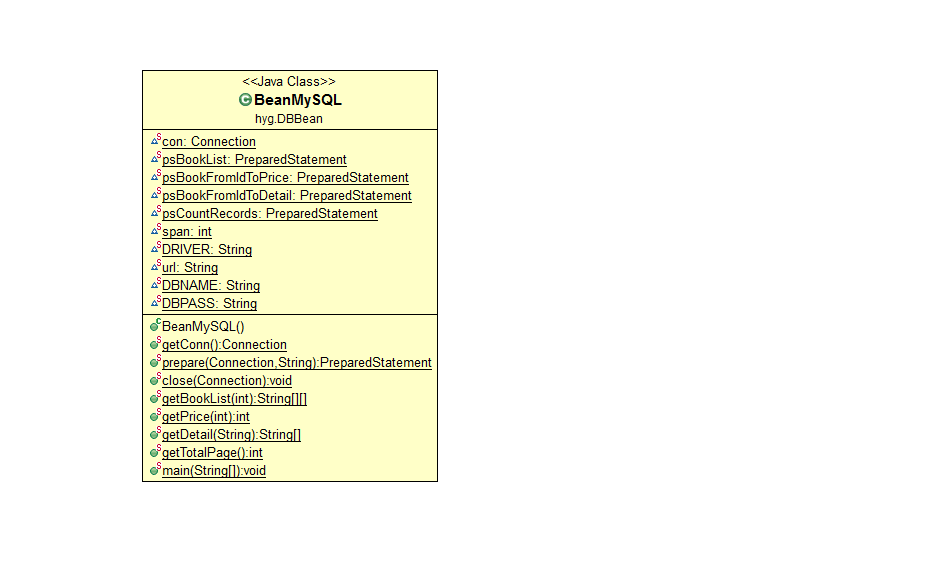 <<Java Class>>
BeanMySQL
hyg.DBBean
con: Connection
psBookList: PreparedStatement
psBookFromIdToPrice: PreparedStatement
psBookFromIdToDetail: PreparedStatement
psCountRecords: PreparedStatement
span: int
DRIVER: String
url: String
DBNAME: String
DBPASS: String
BeanMySQL()
getConn():Connection
prepare(Connection,String):PreparedStatement
close(Connection):void
getBookList(int):String[][]
getPrice(int):int
getDetail(String):String[]
getTotalPage():int
main(String[]):void